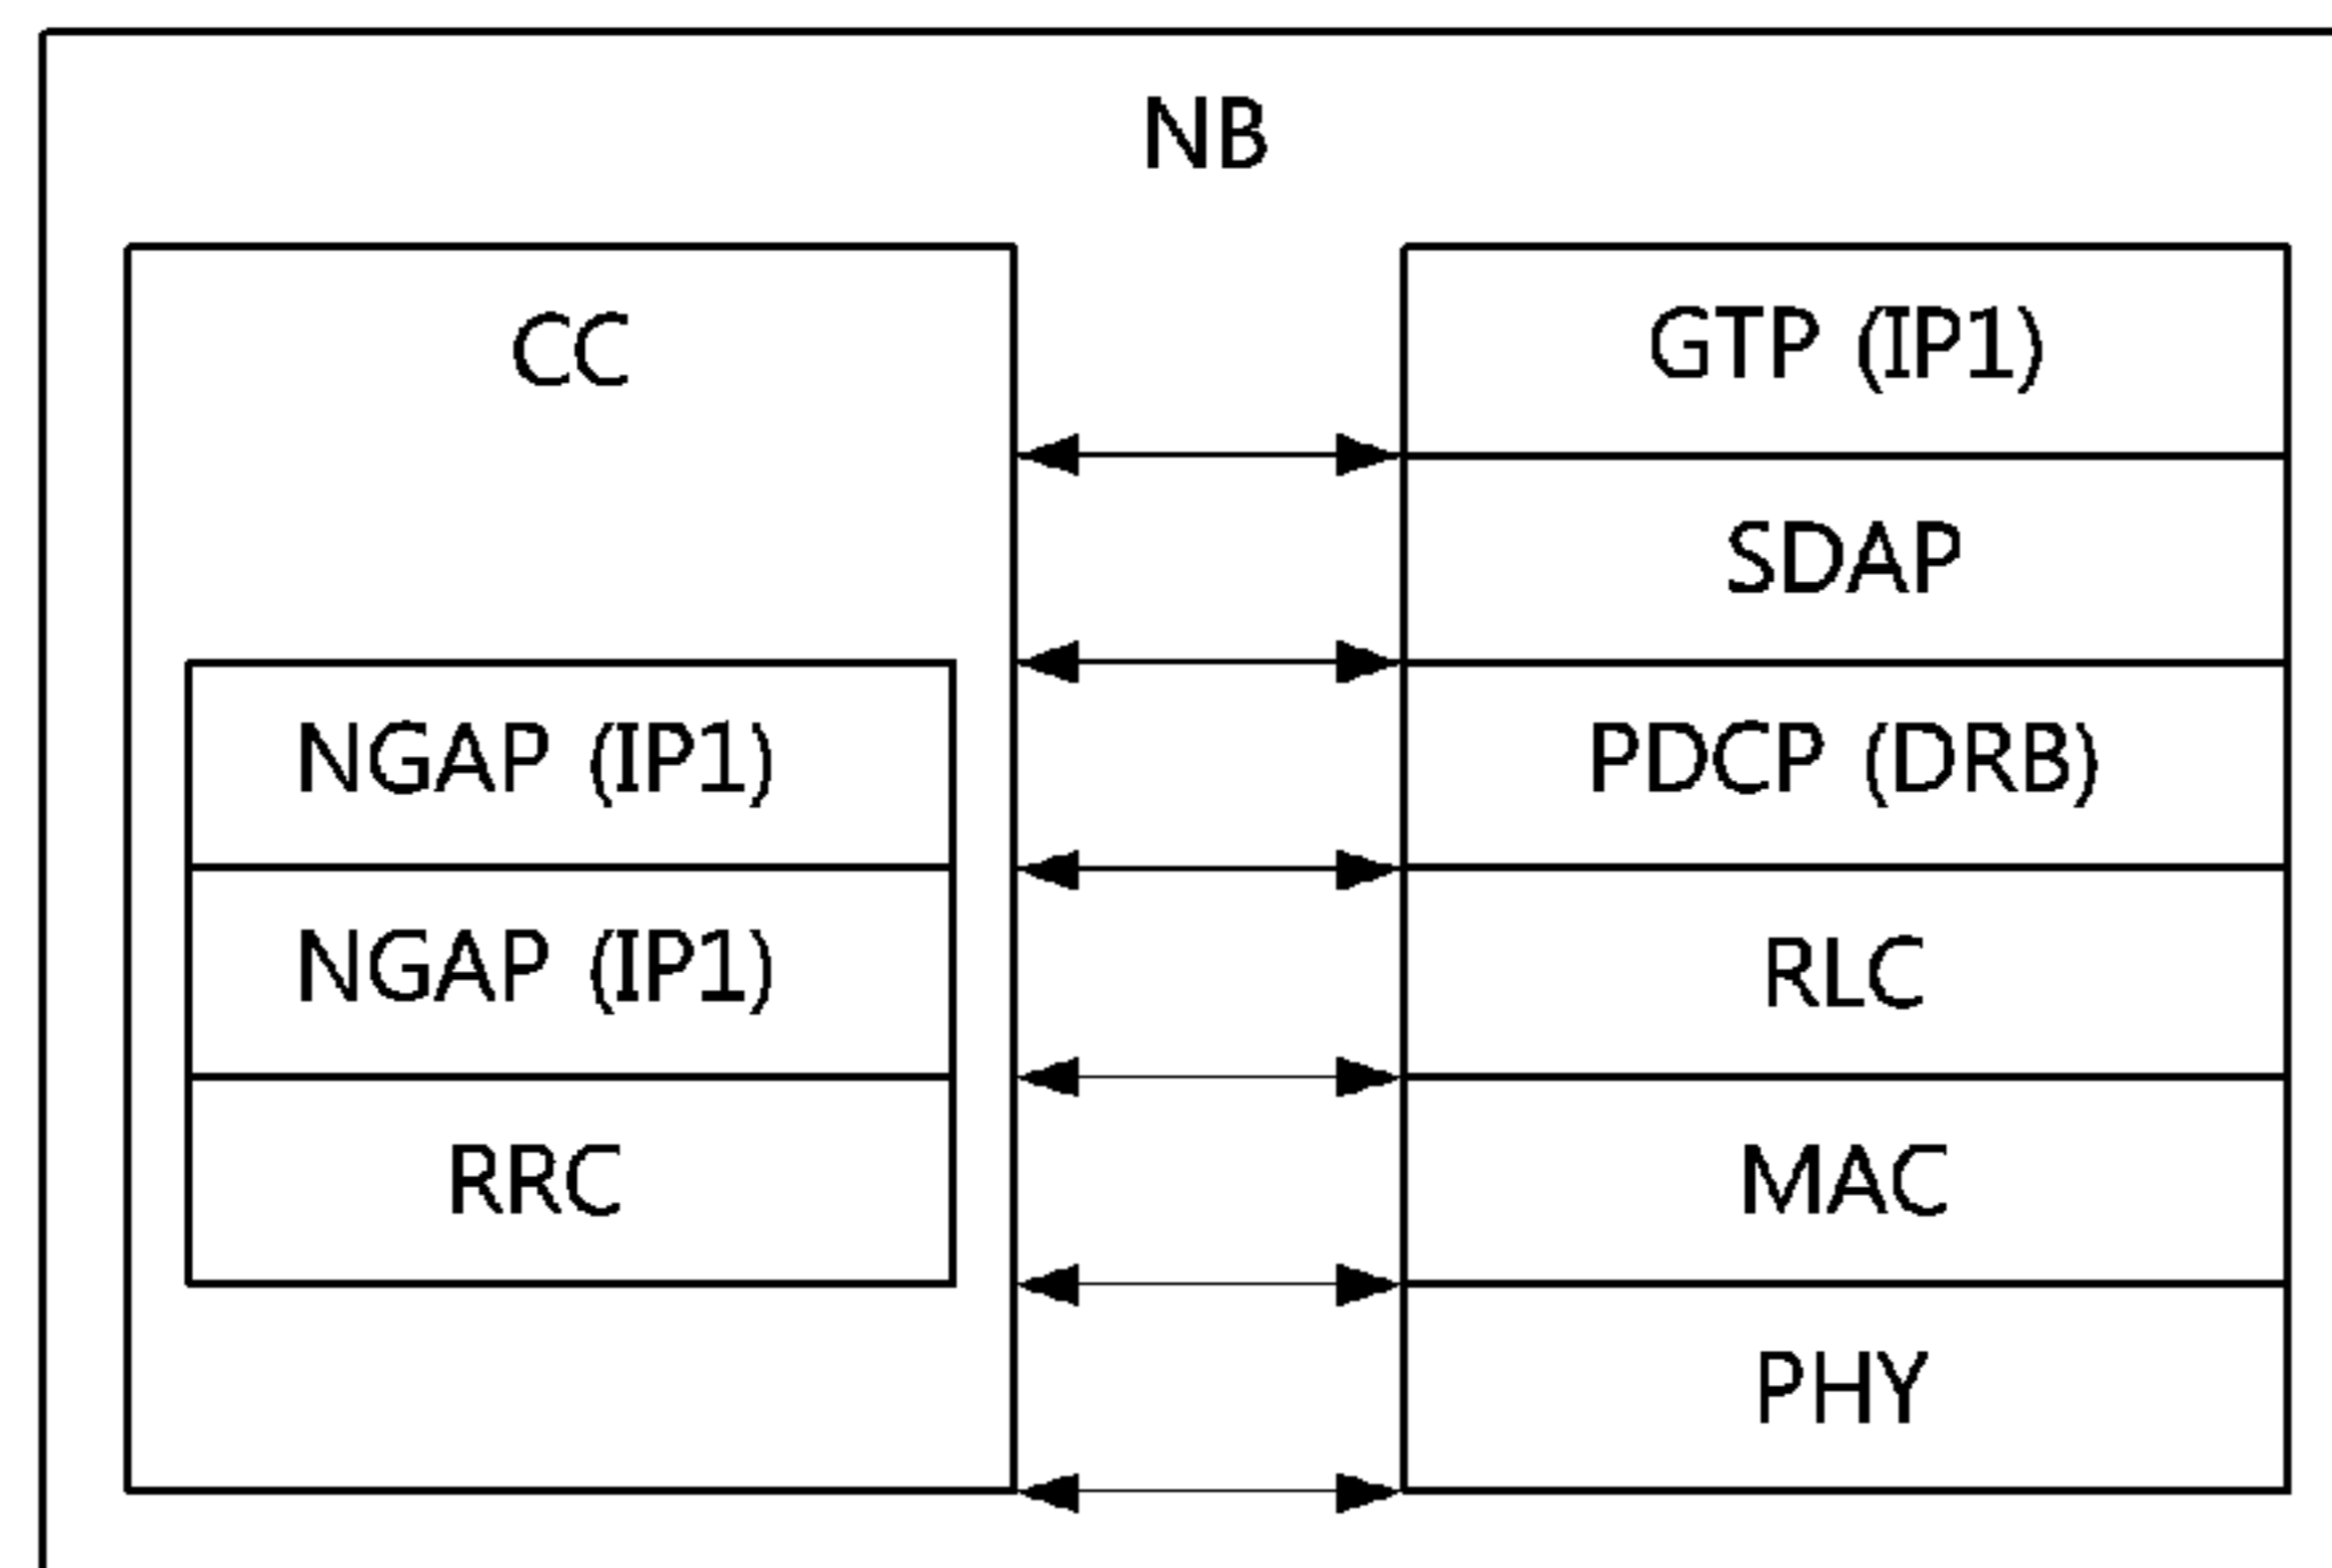 NB
CC
NGAP (IP1)
NGAP (IP1)
RRC
GTP (IP1)
SDAP
PDCP (DRB)
RLC
MAC
PHY